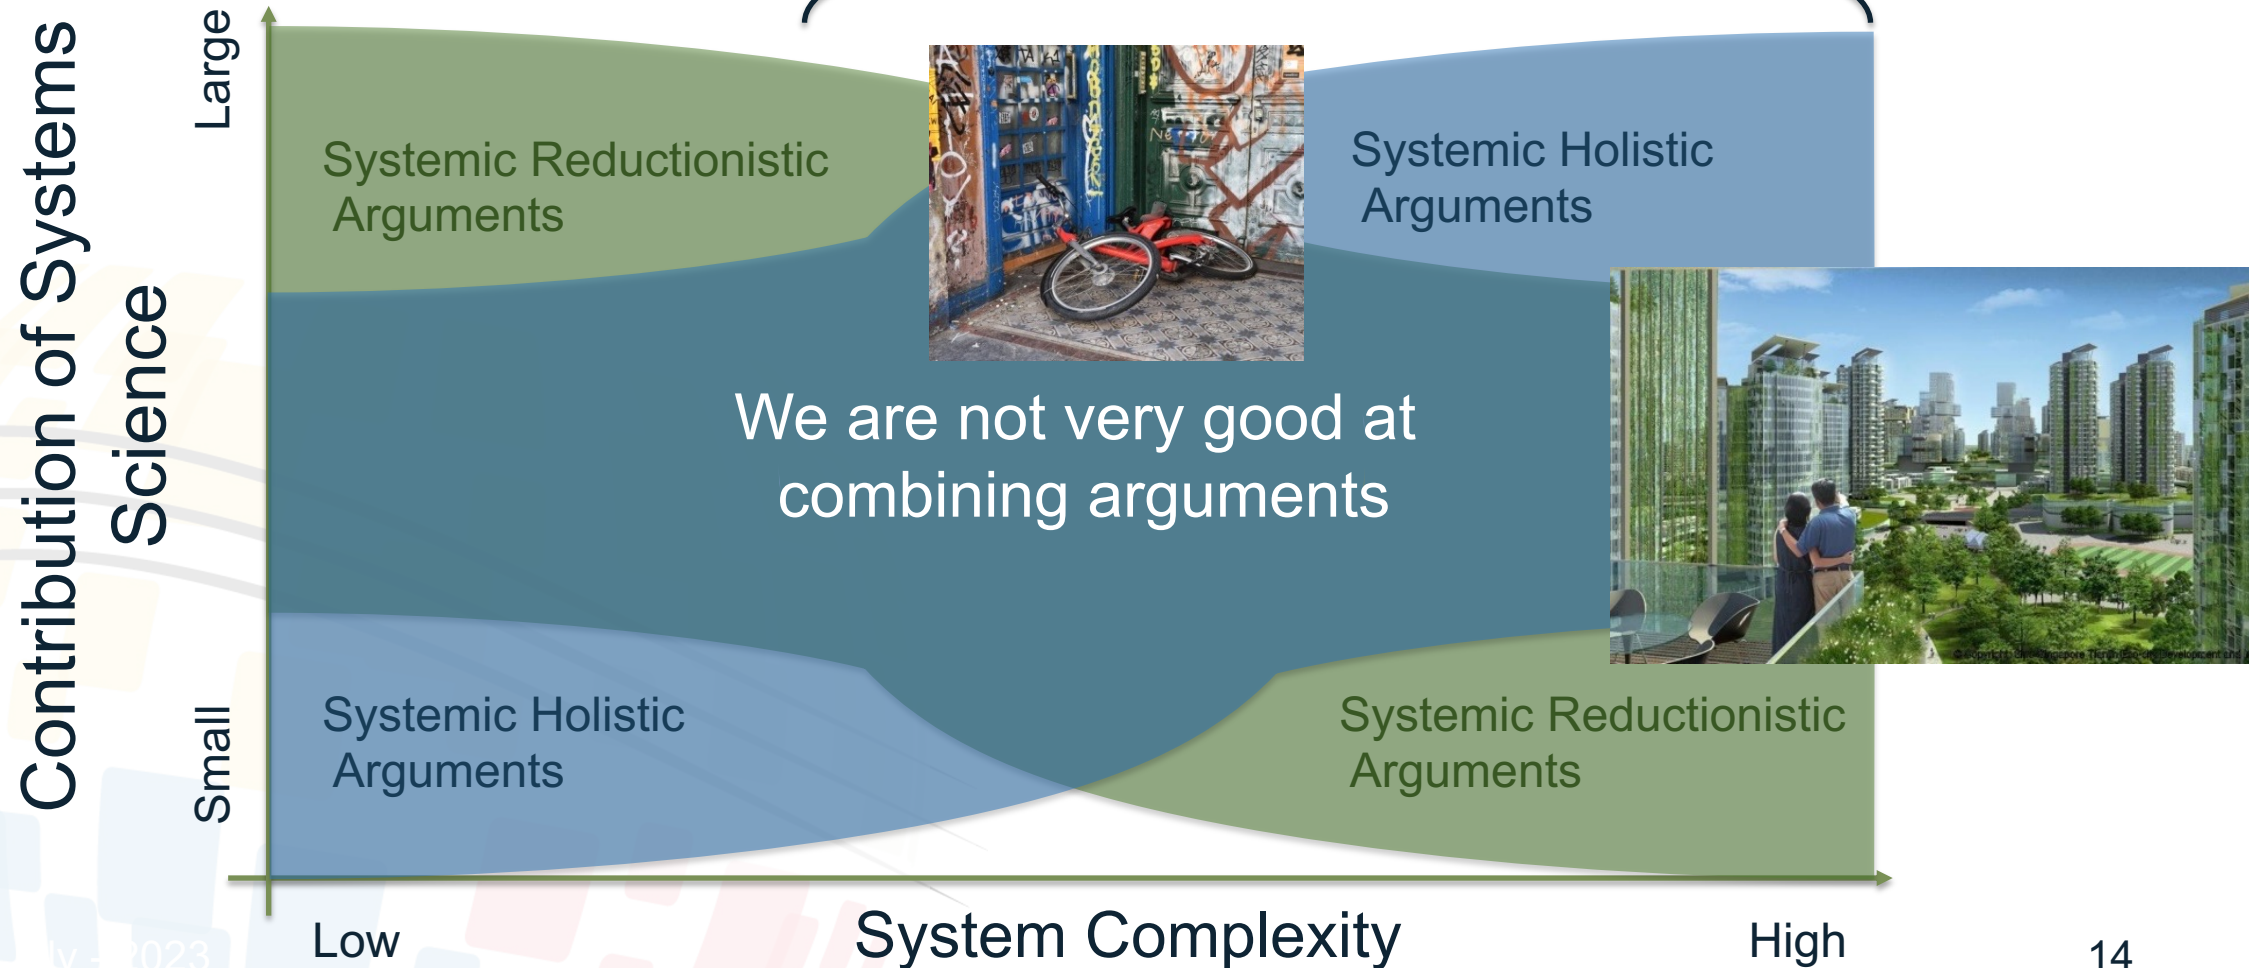 Contribution of Systems
Science
Large
Small
Systemic Reductionistic
Arguments
Systemic Holistic
Arguments
We are not very good at
combining arguments
Systemic Holistic
Arguments
Systemic Reductionistic
Arguments
Low
System Complexity
High
2023
14